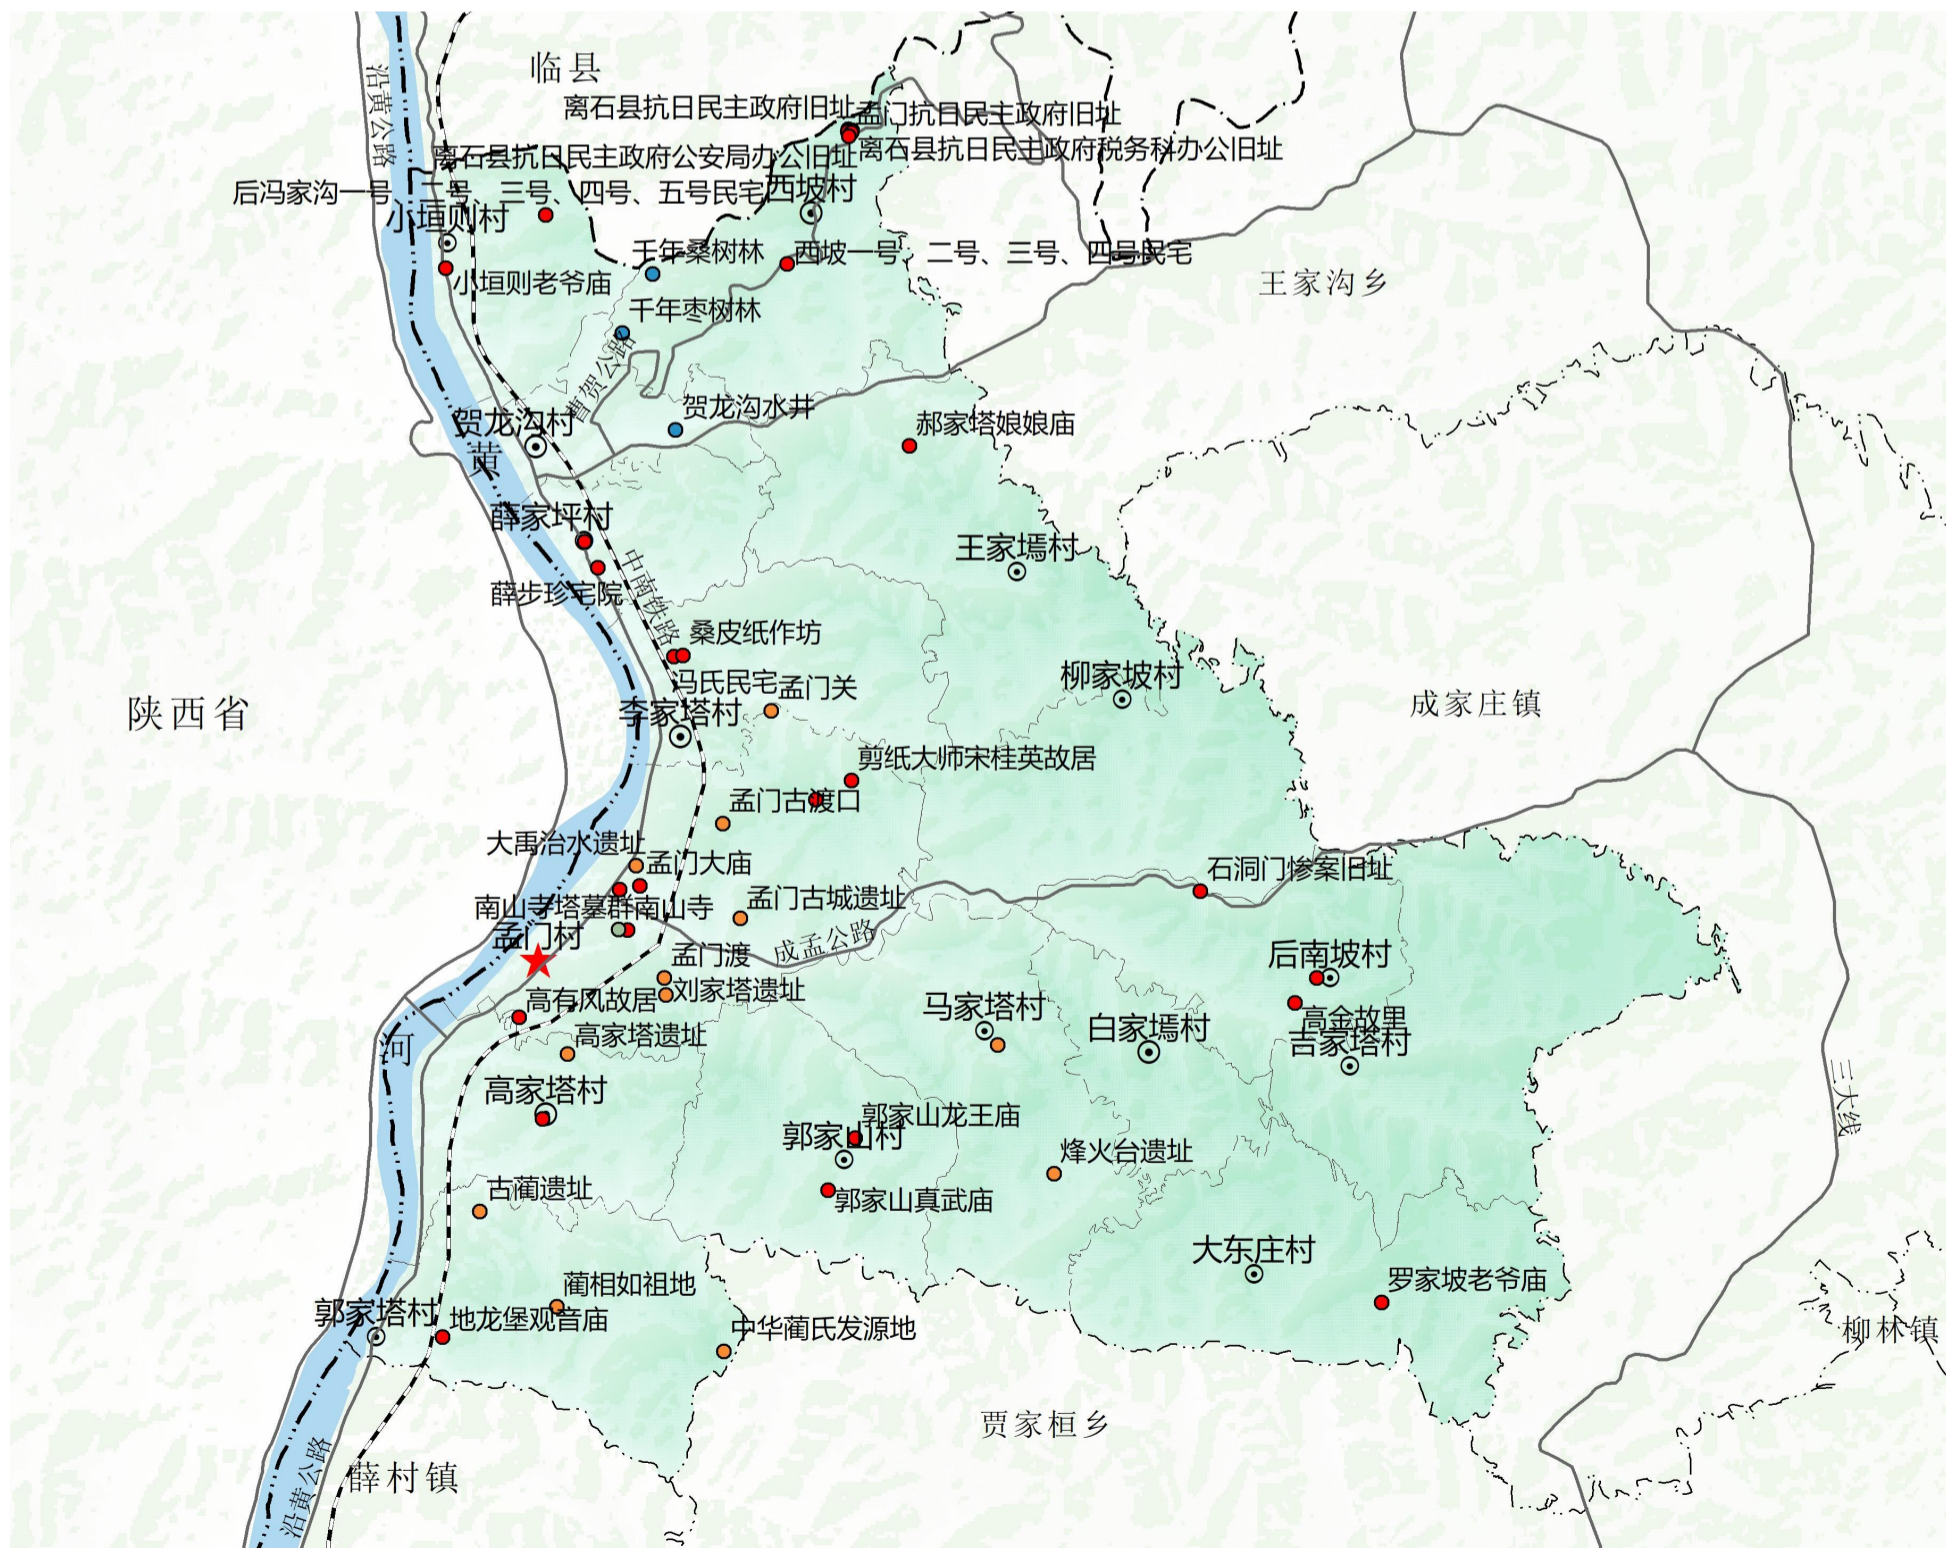 临县
沿黄公路
离石县抗日民主政府旧址
孟门抗日民主政府旧址
离石县抗日民主政府公安局办公旧址
离石县抗日民主政府税务科办公旧址
后冯家沟一号、二号、三号、四号、五号民宅
西坡村
小垣则村
千年桑树林
西坡一号、二号、三号、四号民宅
小垣则老爷庙
王家沟乡
千年枣树林
曹贺公路
贺龙沟水井
贺龙沟村
郝家塔娘娘庙
黄
薛家坪村
王家墕村
中南铁路
薛步珍宅院
桑皮纸作坊
马氏民宅
孟门关
柳家坡村
陕西省
李家塔村
成家庄镇
剪纸大师宋桂英故居
孟门古渡口
大禹治水遗址
孟门大庙
石洞门惨案旧址
孟门古城遗址
南山寺塔墓群
南山寺
孟门村
成孟公路
孟门渡
后南坡村
刘家塔遗址
高有风故居
马家塔村
高金故里
白家墕村
高家塔遗址
吉家塔村
河
高家塔村
三大线
郭家山龙王庙
郭家山村
烽火台遗址
古蔺遗址
郭家山真武庙
大东庄村
罗家坡老爷庙
蔺相如祖地
郭家塔村
地龙堡观音庙
中华蔺氏发源地
柳林镇
贾家桓乡
薛村镇
沿黄公路